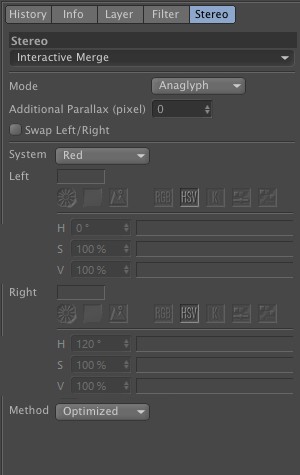 History Info Layer Filter Stereo
Stereo
Interactive Merge
Mode Anaglyph
Additional Parallax (pixel) 0
Swap Left/Right
System Red
Left
RGB HSV K
H 0 °
S 100 %
V 100 %
Right
RGB HSV K
H 120 °
S 100 %
V 100 %
Method Optimized